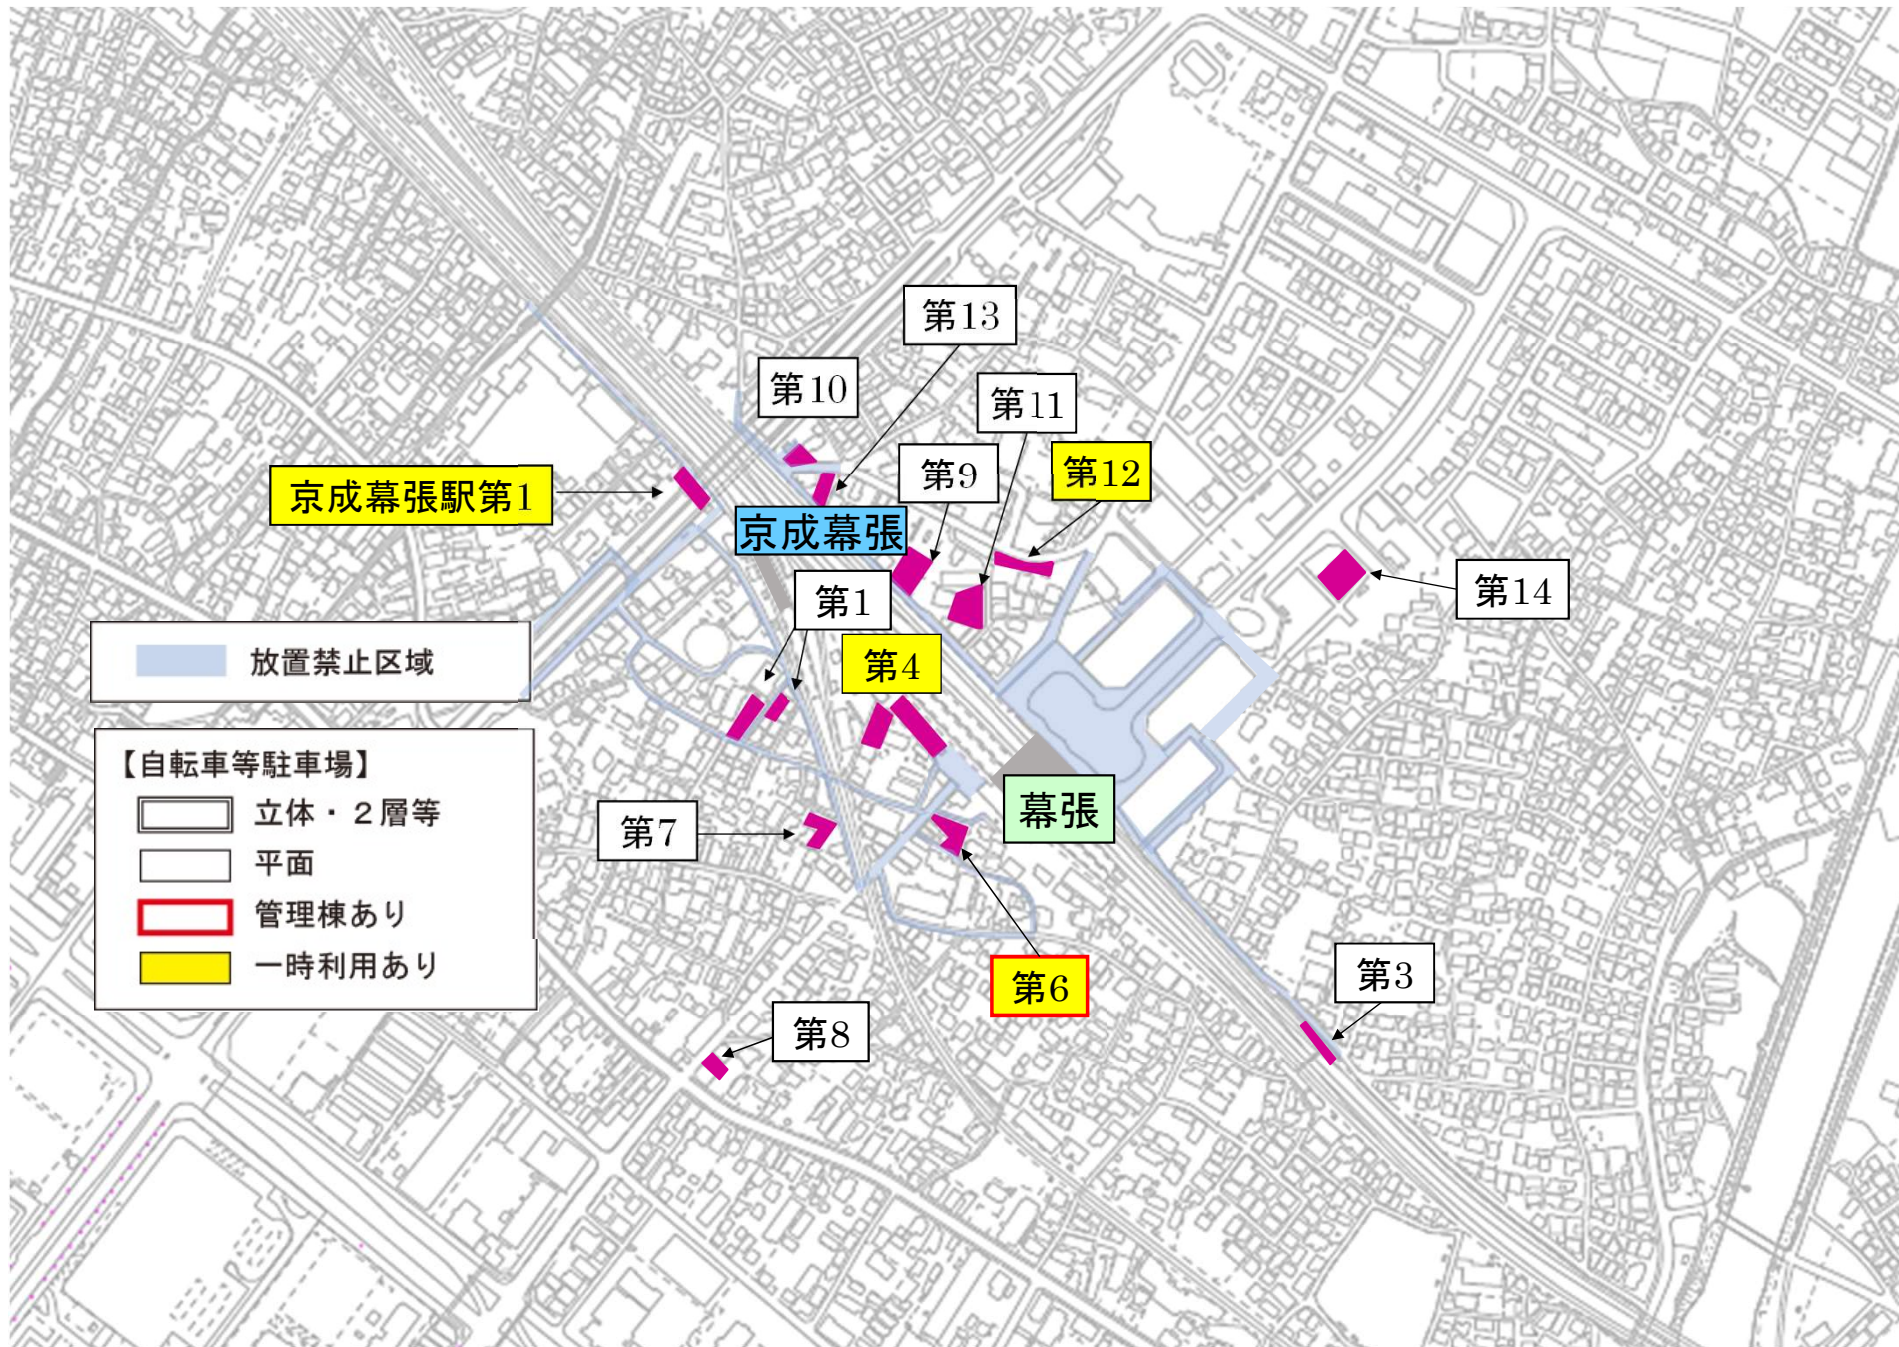 第13
第10
第11
第9
第12
京成幕張駅第1
京成幕張
第14
第1
第4
放置禁止区域
【自転車等駐車場】
立体・2層等
平面
管理棟あり
一時利用あり
幕張
第7
第6
第3
第8